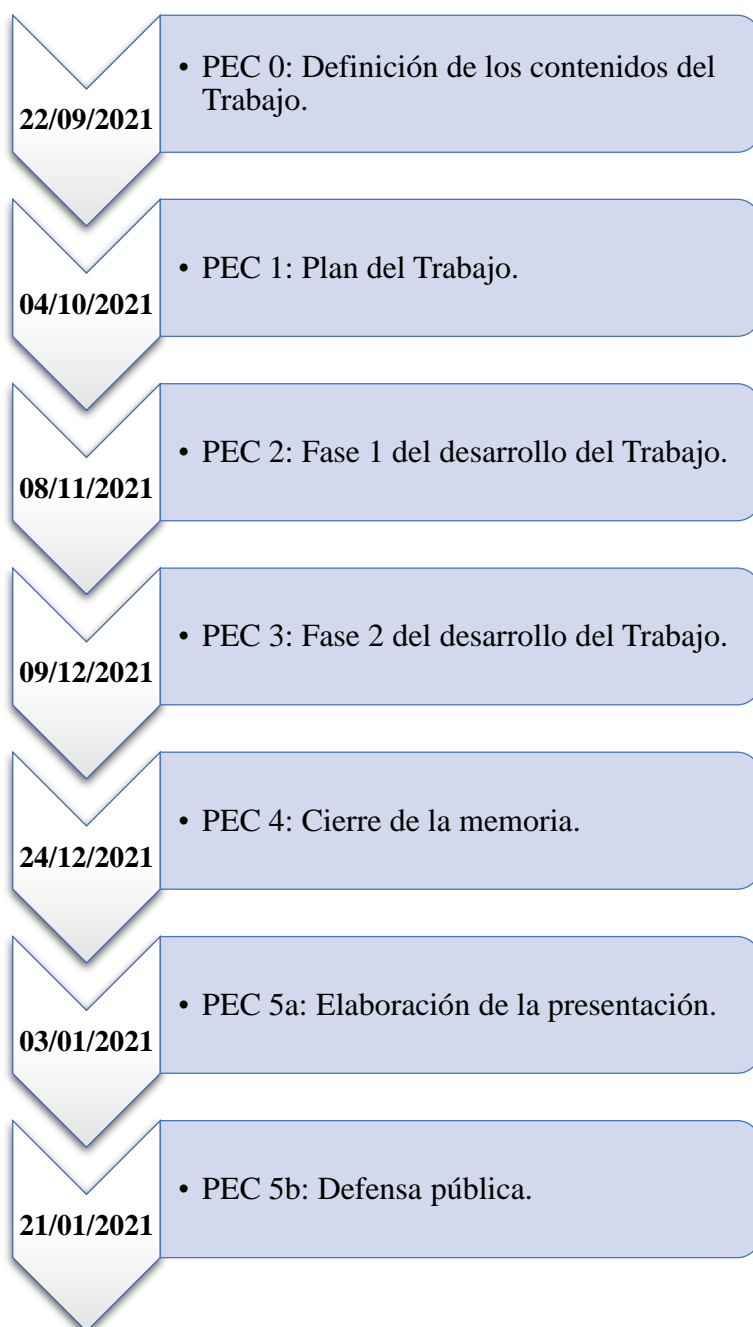 22/09/2021
• PEC 0: Definición de los contenidos del
Trabajo.
04/10/2021
• PEC 1: Plan del Trabajo.
08/11/2021
• PEC 2: Fase 1 del desarrollo del Trabajo.
09/12/2021
• PEC 3: Fase 2 del desarrollo del Trabajo.
24/12/2021
• PEC 4: Cierre de la memoria.
03/01/2021
• PEC 5a: Elaboración de la presentación.
21/01/2021
• PEC 5b: Defensa pública.